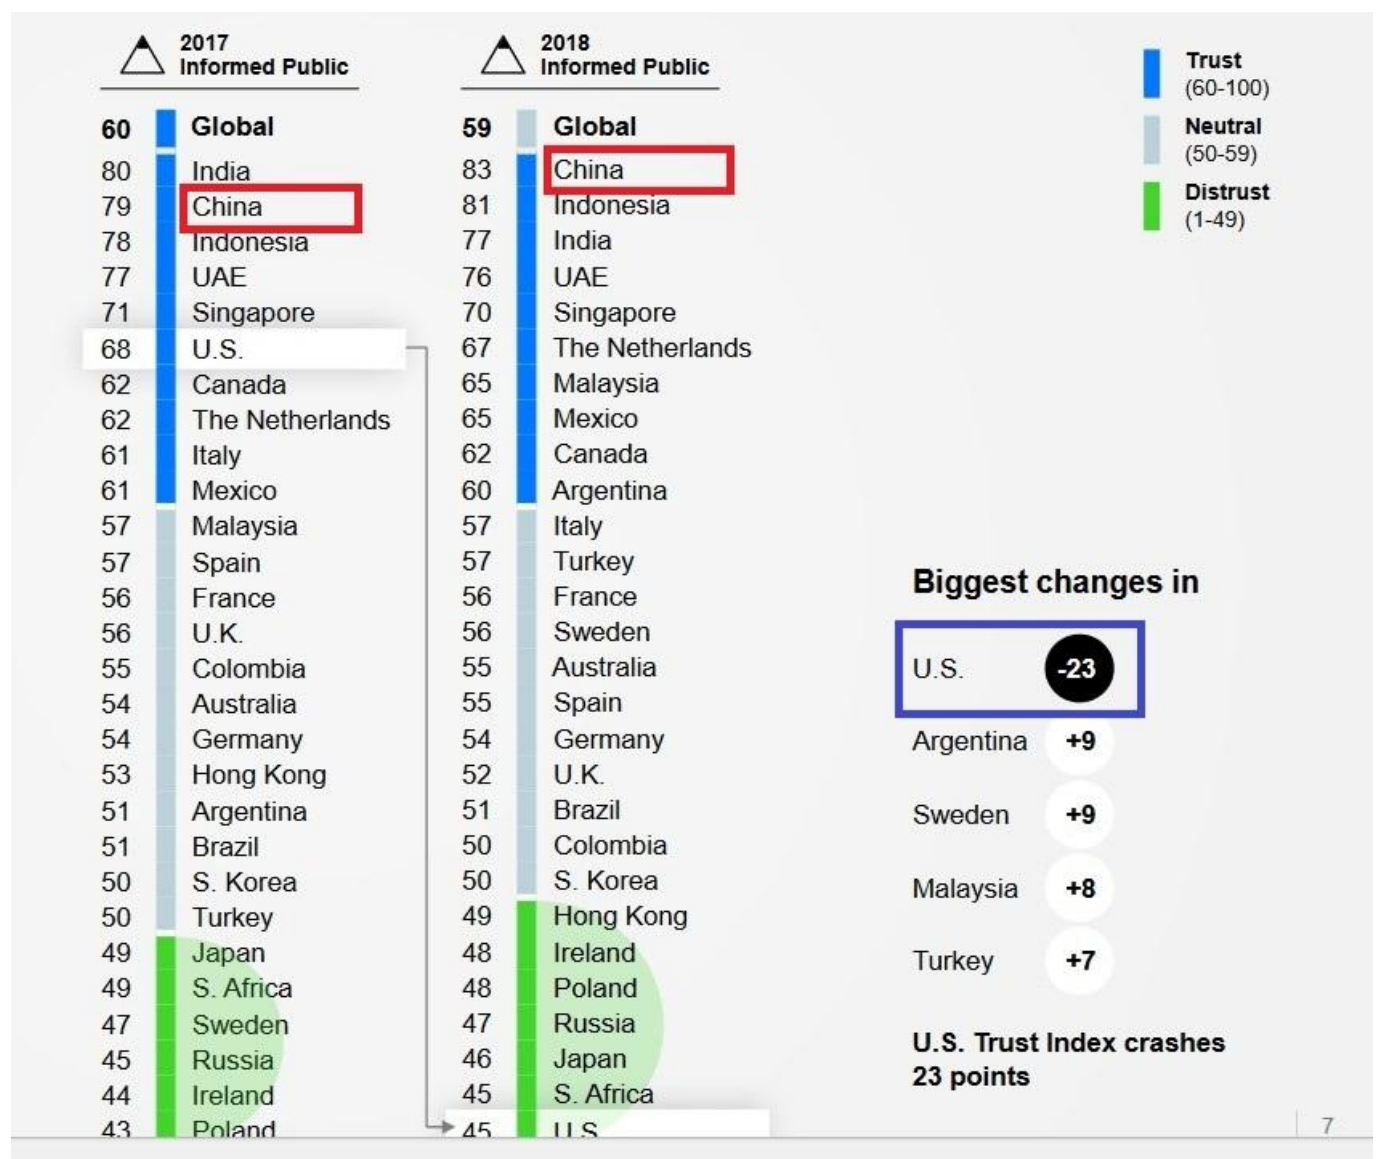 2017
Informed Public
60 Global
80 India
79 China
78 Indonesia
77 UAE
71 Singapore
68 U.S.
62 Canada
62 The Netherlands
61 Italy
61 Mexico
57 Malaysia
57 Spain
56 France
56 U.K.
55 Colombia
54 Australia
54 Germany
53 Hong Kong
51 Argentina
51 Brazil
50 S. Korea
50 Turkey
49 Japan
49 S. Africa
47 Sweden
45 Russia
44 Ireland
43 Poland
2018
Informed Public
59 Global
83 China
81 Indonesia
77 India
76 UAE
70 Singapore
67 The Netherlands
65 Malaysia
65 Mexico
62 Canada
60 Argentina
57 Italy
57 Turkey
56 France
56 Sweden
55 Australia
55 Spain
54 Germany
52 U.K.
51 Brazil
50 Colombia
50 S. Korea
49 Hong Kong
48 Ireland
48 Poland
47 Russia
46 Japan
45 S. Africa
45 U.S.
Trust
(60-100)
Neutral
(50-59)
Distrust
(1-49)
Biggest changes in
U.S. -23
Argentina +9
Sweden +9
Malaysia +8
Turkey +7
U.S. Trust Index crashes
23 points
7